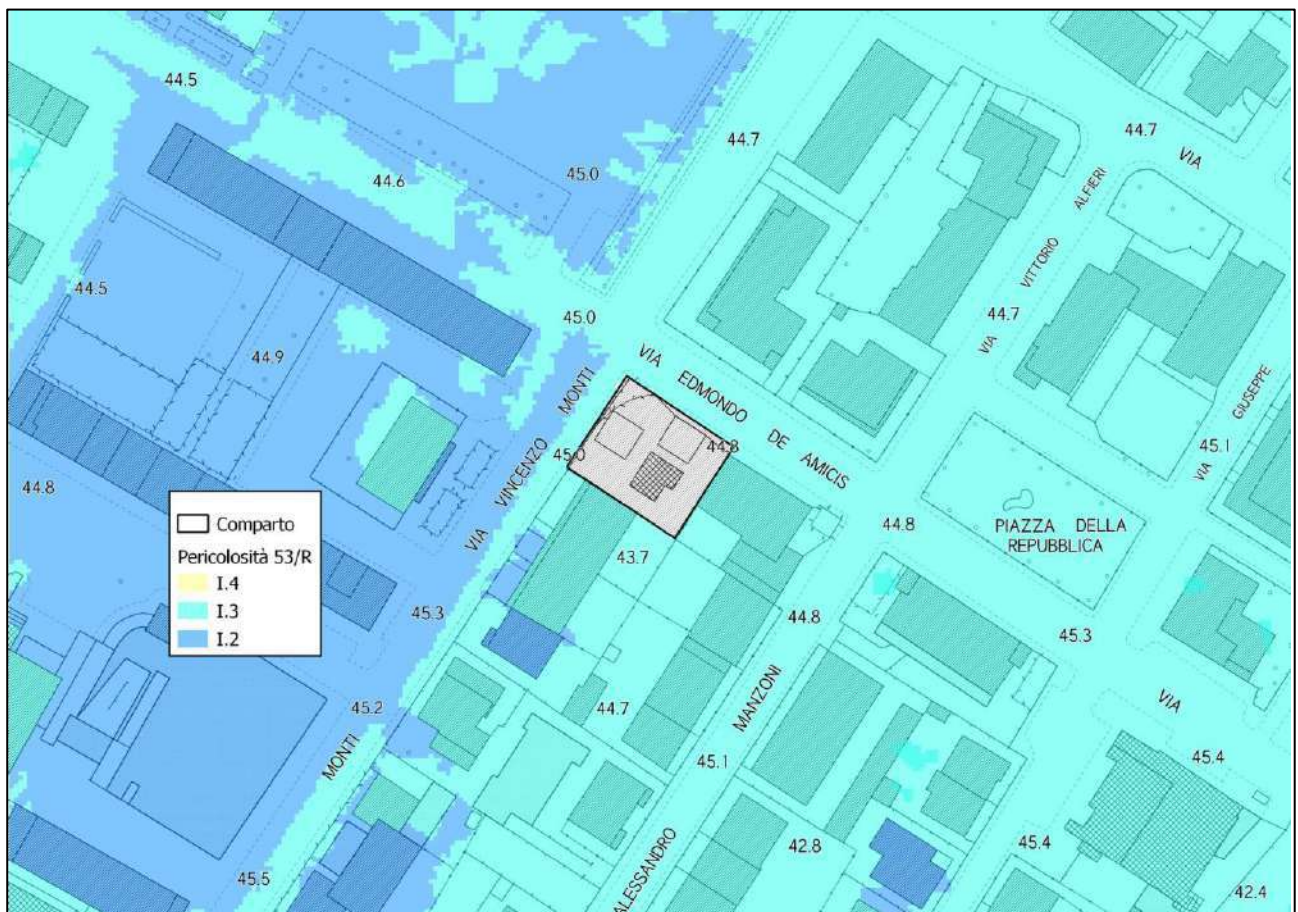 44.5
44.7
44.7
VIA
44.6
45.0
ALFIERI
VITTORIO
VIA
44.5
44.7
45.0
44.9
VIA EDMONDO DE AMICIS
GIUSEPPE
VIA
45.1
VIA VINCENZO MONTI
45.0
44.8
44.8
44.8
PIAZZA DELLA
REPUBBLICA
Comparto
Pericolosità 53/R
I.4
I.3
I.2
43.7
45.3
44.8
45.3
VIA
44.7
45.2
MONTI
MANZONI
ALESSANDRO
45.1
45.4
42.8
45.4
45.5
42.4